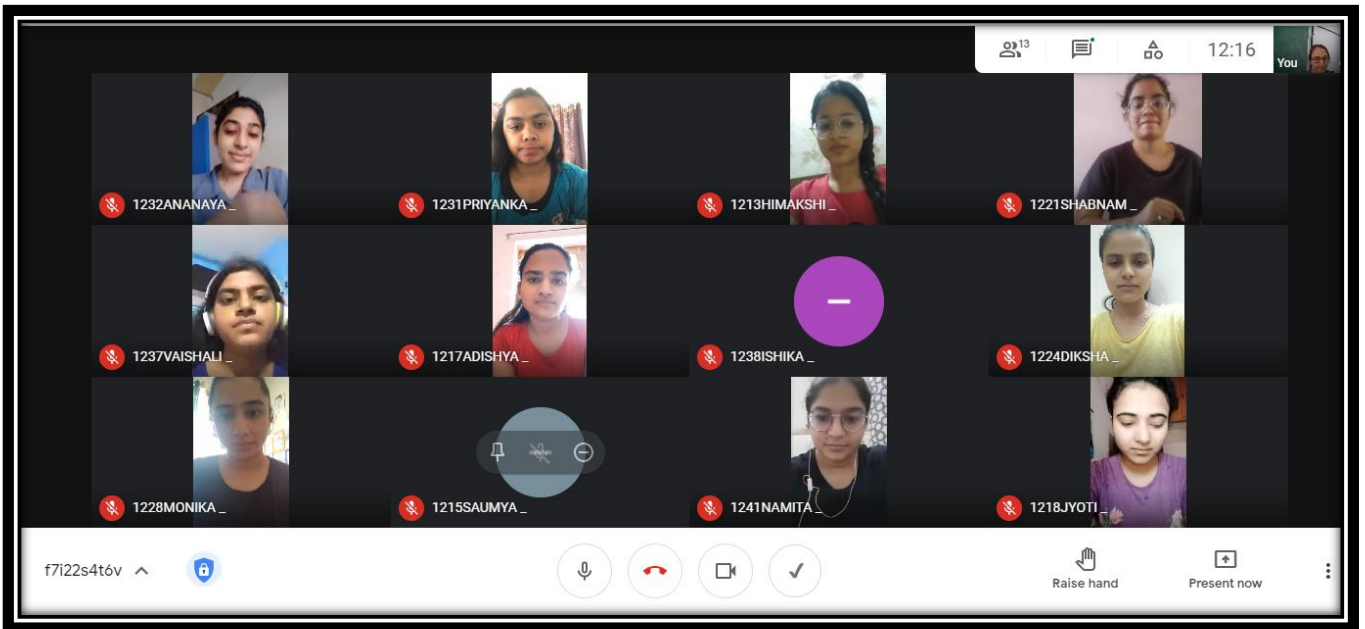 13
12:16
You
1232ANANAYA _
1231PRIYANKA _
1213HIMAKSHI _
1221SHABNAM _
1237VAISHALI _
1217ADISHYA _
1238ISHIKA _
1224DIKSHA _
1228MONIKA _
1215SAUMYA _
1241NAMITA _
1218JYOTI _
f7i22s4t6v
Raise hand
Present now